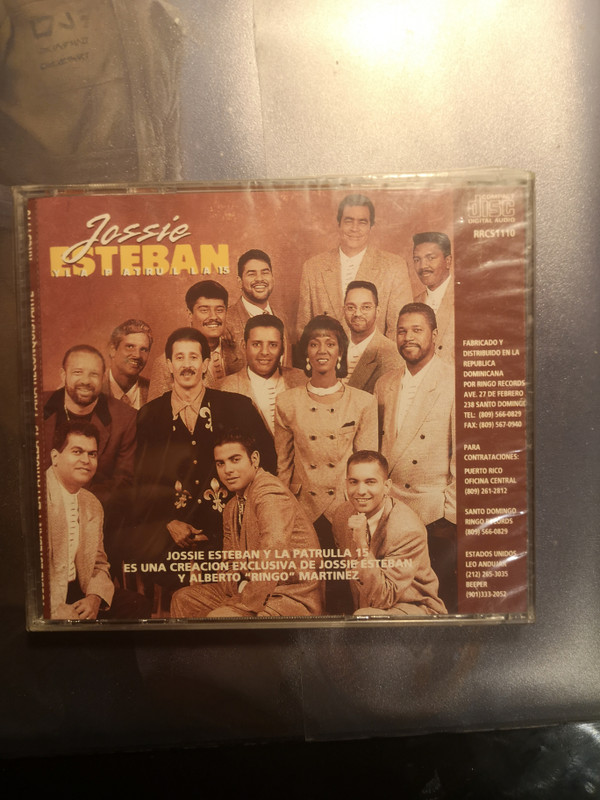 Jossie
ESTEBAN
Y LA PATRULLA 15
disc
DIGITAL AUDIO
RRCS1110
FABRICADO Y
DISTRIBUIDO EN LA
REPUBLICA
DOMINICANA
POR RINGO RECORDS
AVE. 27 DE FEBRERO
238 SANTO DOMINGO
TEL: (809) 566-0829
FAX: (809) 567-0940
PARA
CONTRATACIONES:
PUERTO RICO
OFICINA CENTRAL
(809) 261-2812
SANTO DOMINGO
RINGO RECORDS
(809) 566-0829
ESTADOS UNIDOS
LEO ANDUJAR
(212) 265-3035
BEEPER
(901)333-2052
JOSSIE ESTEBAN Y LA PATRULLA 15
ES UNA CREACION EXCLUSIVA DE JOSSIE ESTEBAN
Y ALBERTO "RINGO" MARTINEZ